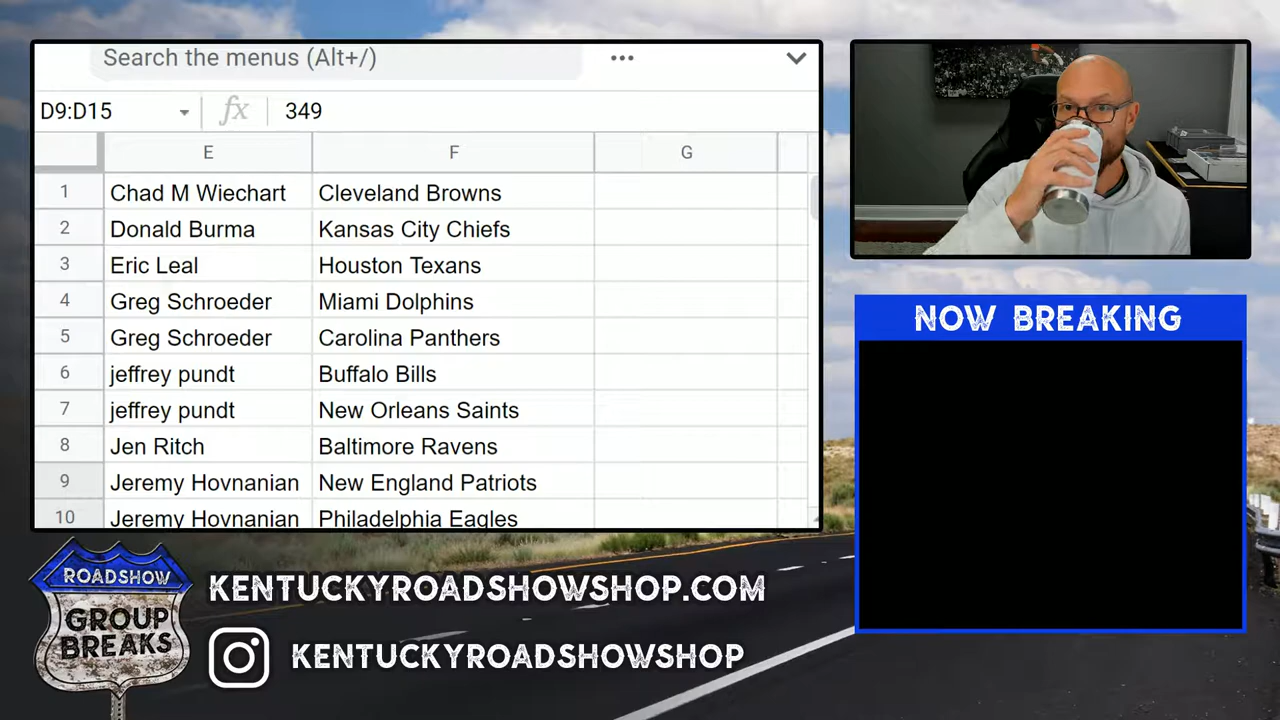 Search the menus (Alt+/)
D9:D15 fx 349
E F G
1 Chad M Wiechart Cleveland Browns
2 Donald Burma Kansas City Chiefs
3 Eric Leal Houston Texans
4 Greg Schroeder Miami Dolphins
5 Greg Schroeder Carolina Panthers
6 jeffrey pundt Buffalo Bills
7 jeffrey pundt New Orleans Saints
8 Jen Ritch Baltimore Ravens
9 Jeremy Hovnanian New England Patriots
10 Jeremy Hovnanian Philadelphia Eagles
NOW BREAKING
ROADSHOW
GROUP
BREAKS
KENTUCKYROADSHOWSHOP.COM
KENTUCKYROADSHOWSHOP